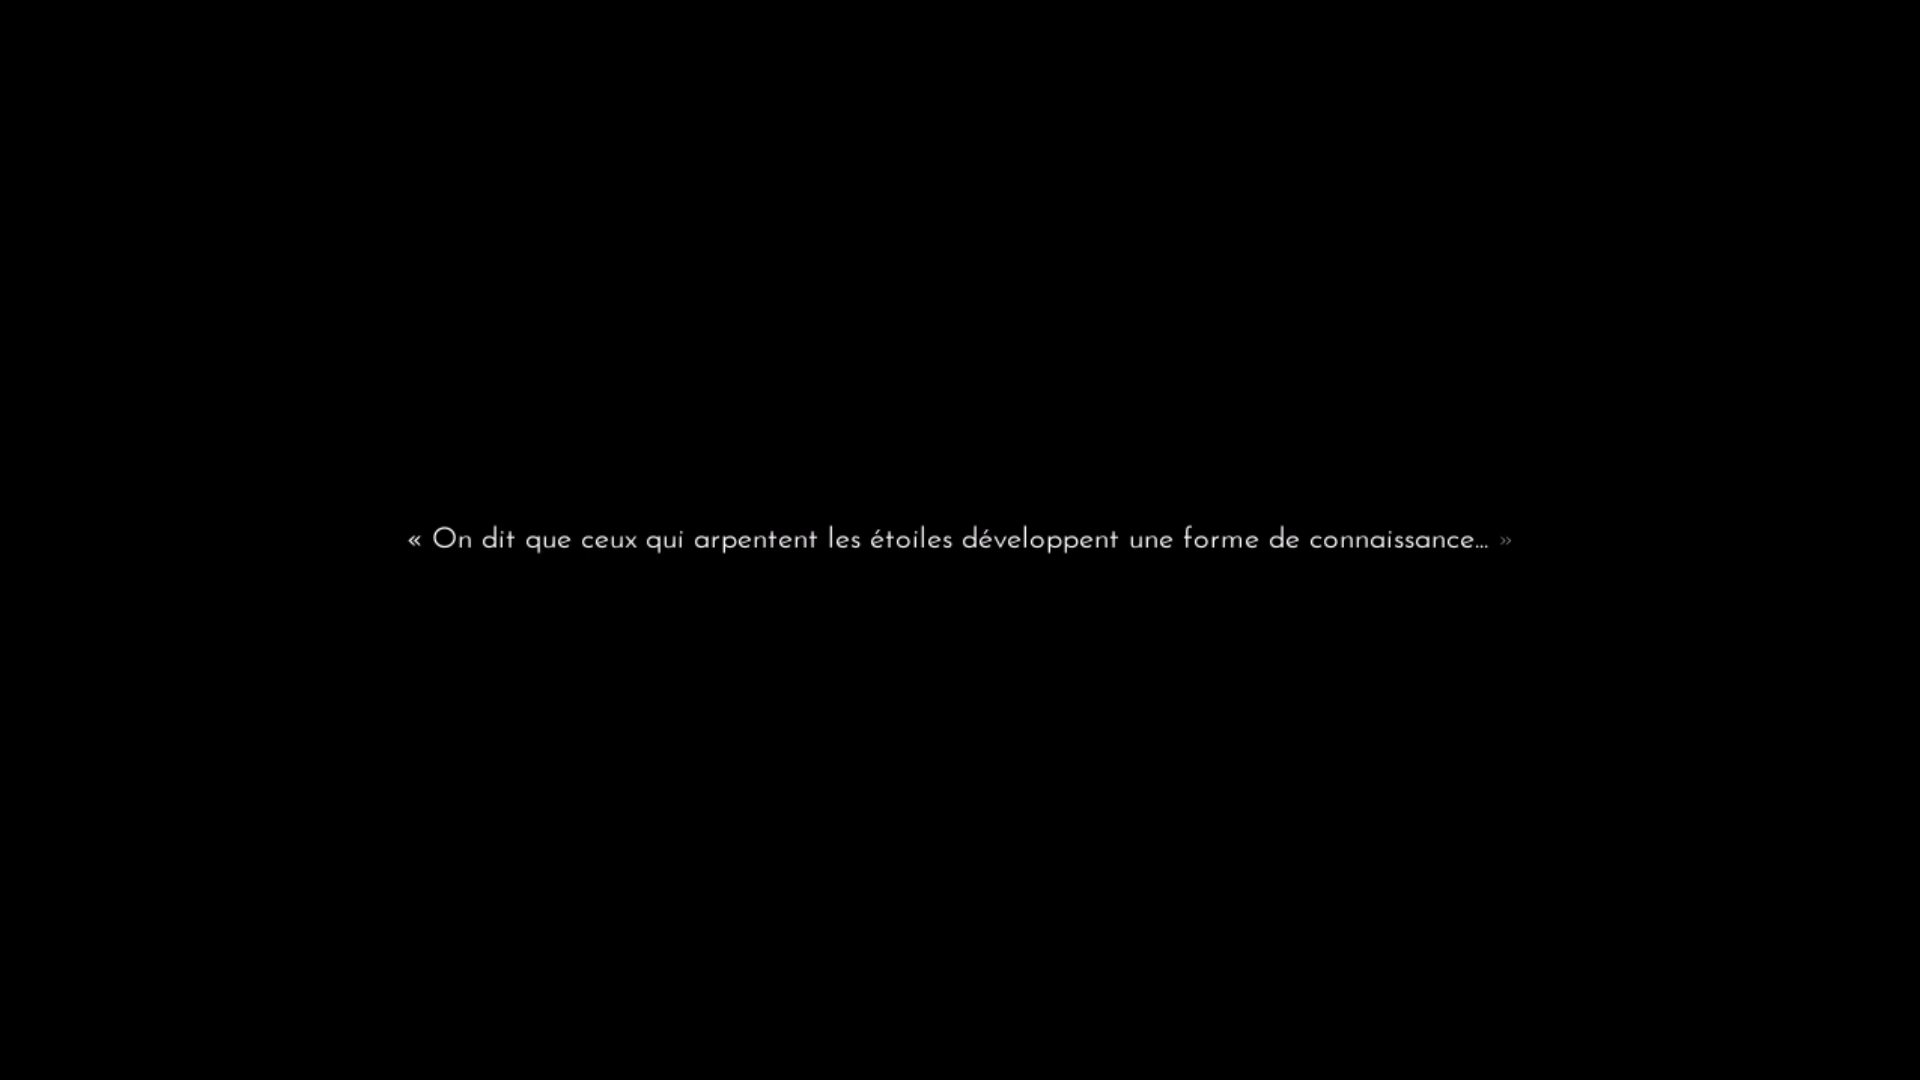 « On dit que ceux qui arpentent les étoiles développent une forme de connaissance... »